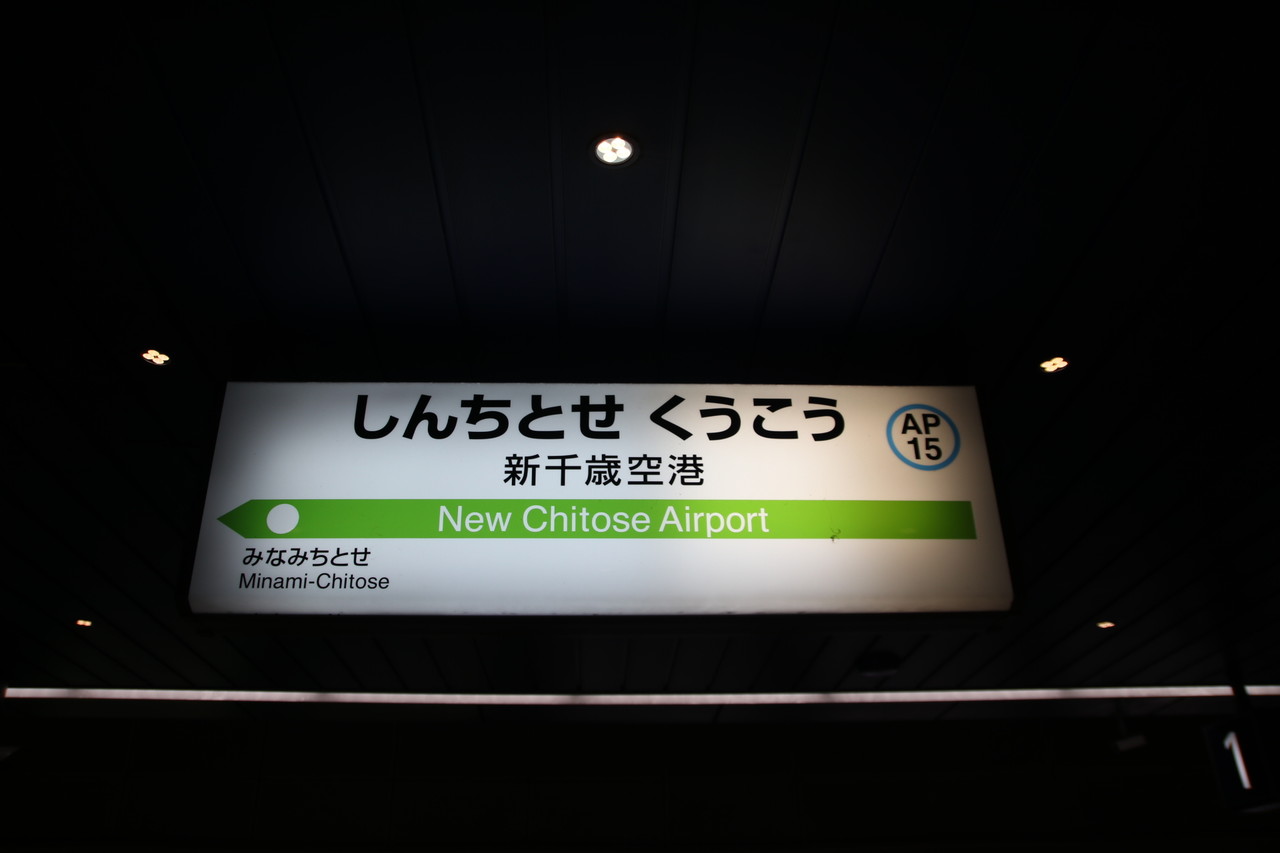 しんちとせ くうこう
AP
15
新千歳空港
New Chitose Airport
みなみちとせ
Minami-Chitose
1